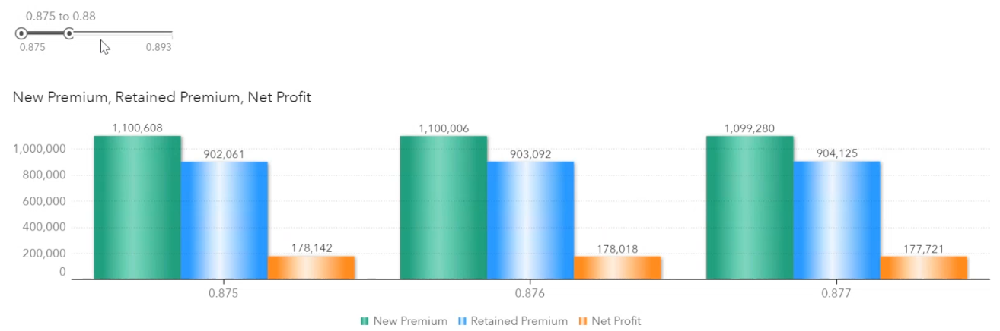 0.875 to 0.88
0.875 0.893
New Premium, Retained Premium, Net Profit
1,100,608 1,100,006 1,099,280
1,000,000
902,061 903,092 904,125
800,000
600,000
400,000
178,142 178,018 177,721
200,000
0
0.875 0.876 0.877
New Premium Retained Premium Net Profit